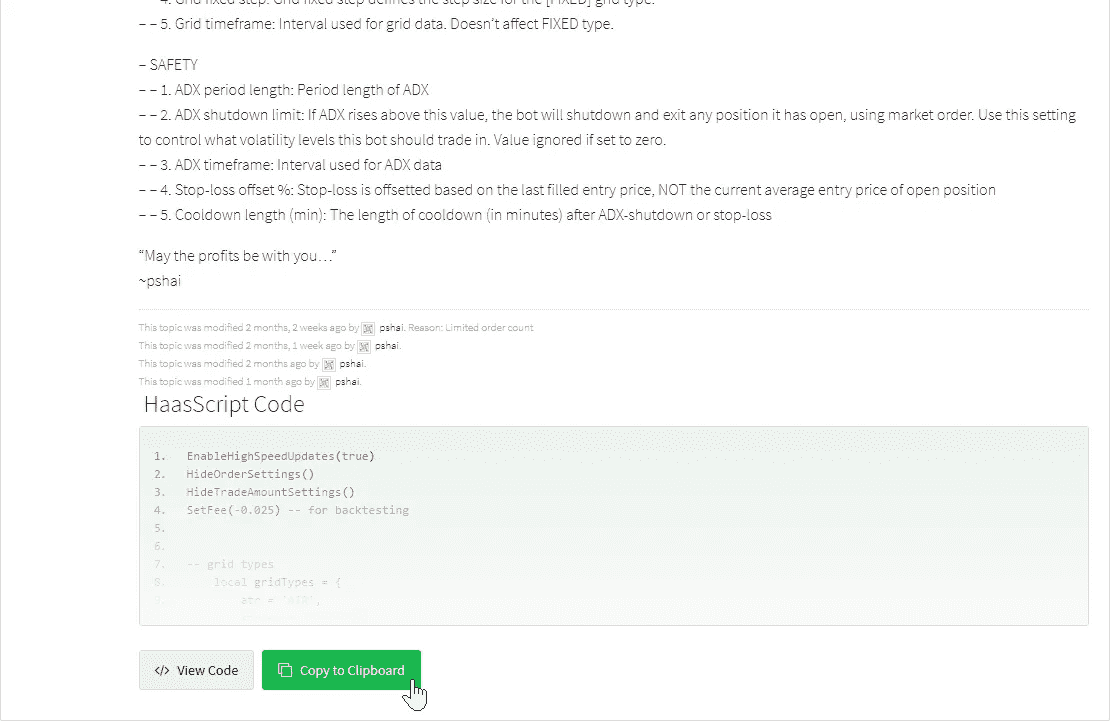 – – 4. Grid fixed step: Grid fixed step defines the step size for the [FIXED] grid type.
– – 5. Grid timeframe: Interval used for grid data. Doesn’t affect FIXED type.
– SAFETY
– – 1. ADX period length: Period length of ADX
– – 2. ADX shutdown limit: If ADX rises above this value, the bot will shutdown and exit any position it has open, using market order. Use this setting
to control what volatility levels this bot should trade in. Value ignored if set to zero.
– – 3. ADX timeframe: Interval used for ADX data
– – 4. Stop-loss offset %: Stop-loss is offsetted based on the last filled entry price, NOT the current average entry price of open position
– – 5. Cooldown length (min): The length of cooldown (in minutes) after ADX-shutdown or stop-loss
“May the profits be with you…”
~pshai
This topic was modified 2 months, 2 weeks ago by pshai. Reason: Limited order count
This topic was modified 2 months, 1 week ago by pshai.
This topic was modified 2 months ago by pshai.
This topic was modified 1 month ago by pshai.
HaasScript Code
1. EnableHighSpeedUpdates(true)
2. HideOrderSettings()
3. HideTradeAmountSettings()
4. SetFee(-0.025) -- for backtesting
5.
6.
7. -- grid types
8. local gridTypes = {
9. atr = 'ATR',
</> View Code
Copy to Clipboard